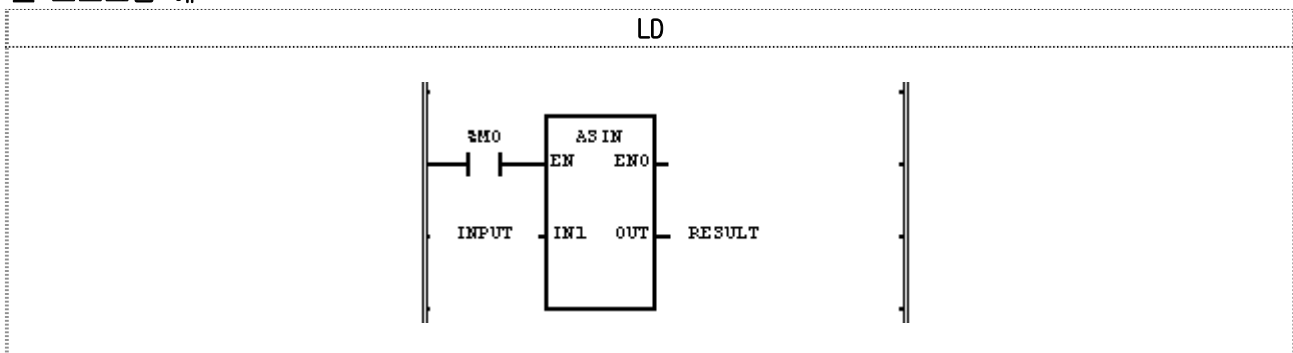 LD
%M0
ASIN
EN ENO
INPUT IN1 OUT RESULT